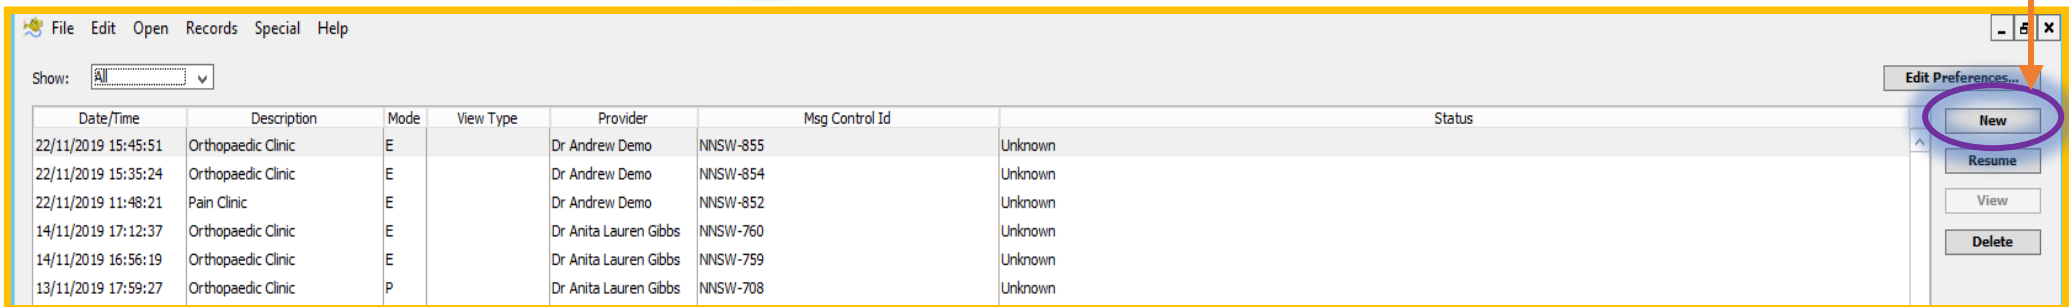 File Edit Open Records Special Help
Show: All Edit Preferences...
Date/Time Description Mode View Type Provider Msg Control Id Status New
22/11/2019 15:45:51 Orthopaedic Clinic E Dr Andrew Demo NNSW-855 Unknown
Resume
22/11/2019 15:35:24 Orthopaedic Clinic E Dr Andrew Demo NNSW-854 Unknown
22/11/2019 11:48:21 Pain Clinic E Dr Andrew Demo NNSW-852 Unknown View
14/11/2019 17:12:37 Orthopaedic Clinic E Dr Anita Lauren Gibbs NNSW-760 Unknown
Delete
14/11/2019 16:56:19 Orthopaedic Clinic E Dr Anita Lauren Gibbs NNSW-759 Unknown
13/11/2019 17:59:27 Orthopaedic Clinic P Dr Anita Lauren Gibbs NNSW-708 Unknown